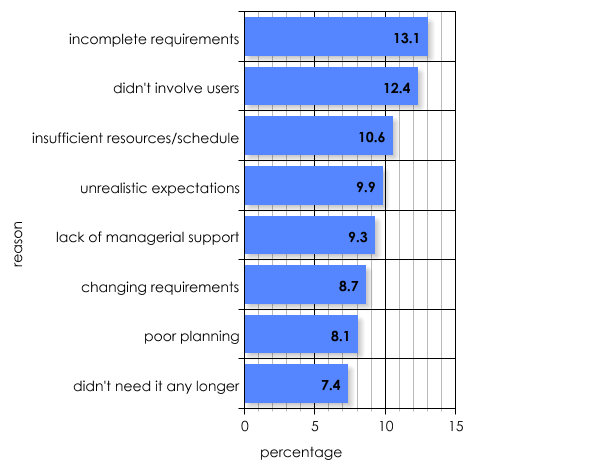 incomplete requirements 13.1
didn't involve users 12.4
insufficient resources/schedule 10.6
unrealistic expectations 9.9
lack of managerial support 9.3
changing requirements 8.7
poor planning 8.1
didn't need it any longer 7.4
reason
0 5 10 15
percentage